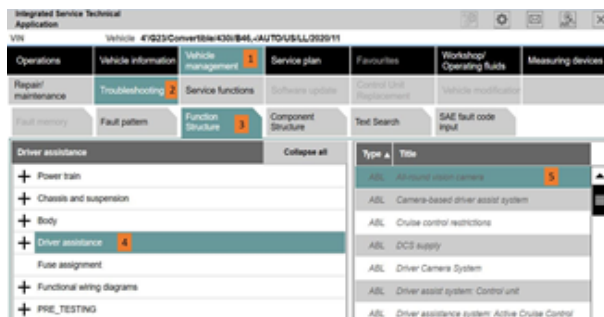 Integrated Service Technical
Application
VIN Vehicle 4'/G23/Convertible/430i/B46,-/AUTO/US/LL/2020/11
Operations Vehicle information Vehicle management 1 Service plan Favourites Workshop/ Operating fluids Measuring devices
Repair/ maintenance Troubleshooting 2 Service functions Software update Control Unit Replacement Vehicle modification
Fault memory Fault pattern Function Structure 3 Component Structure Text Search SAE fault code input
Driver assistance Collapse all Type Title
Power train
Chassis and suspension
Body
Driver assistance 4
Fuse assignment
Functional wiring diagrams
PRE_TESTING
ABL All-round vision camera 5
ABL Camera-based driver assist system
ABL Cruise control restrictions
ABL DCS supply
ABL Driver Camera System
ABL Driver assist system: Control unit
ABL Driver assistance system: Active Cruise Control